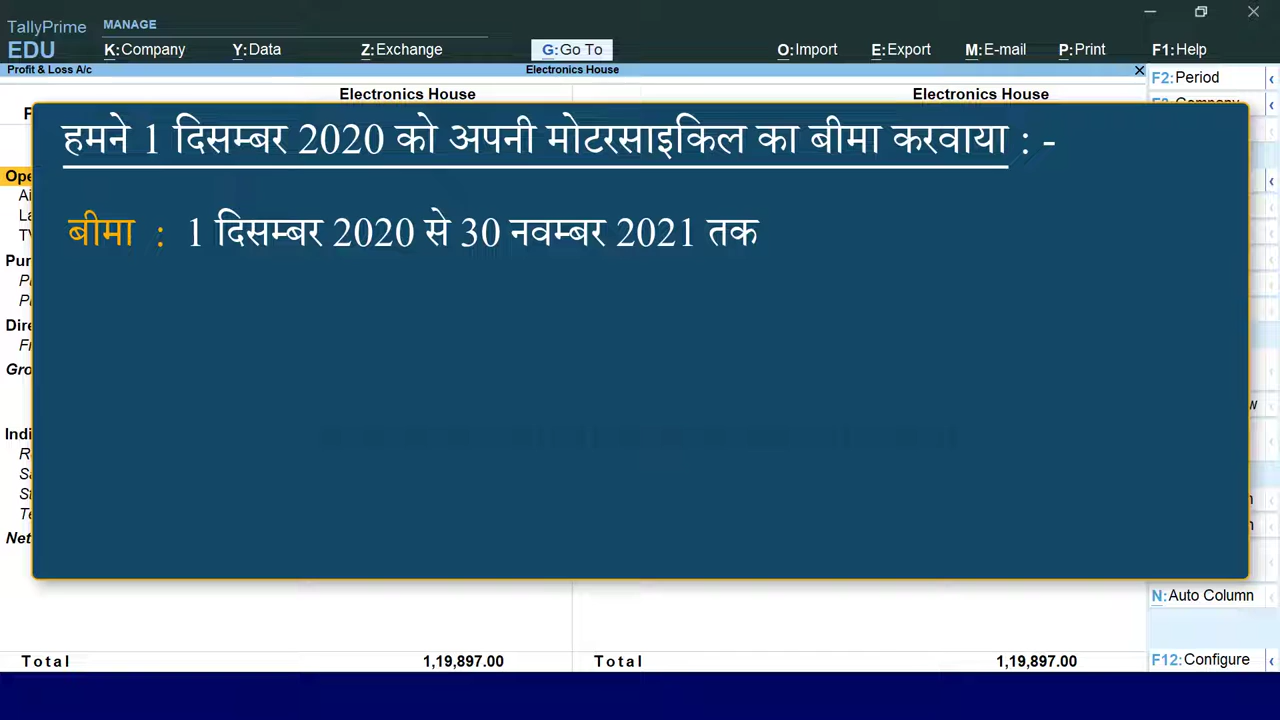 TallyPrime
MANAGE
EDU
K:Company
Y:Data
Z:Exchange
G:Go To
O:Import
E:Export
M:E-mail
P:Print
F1:Help
Profit & Loss A/c
Electronics House
F2:Period
Electronics House
Electronics House
हमने 1 दिसम्बर 2020 को अपनी मोटरसाइकिल का बीमा करवाया : -
बीमा : 1 दिसम्बर 2020 से 30 नवम्बर 2021 तक
N:Auto Column
Total 1,19,897.00
Total 1,19,897.00
F12:Configure